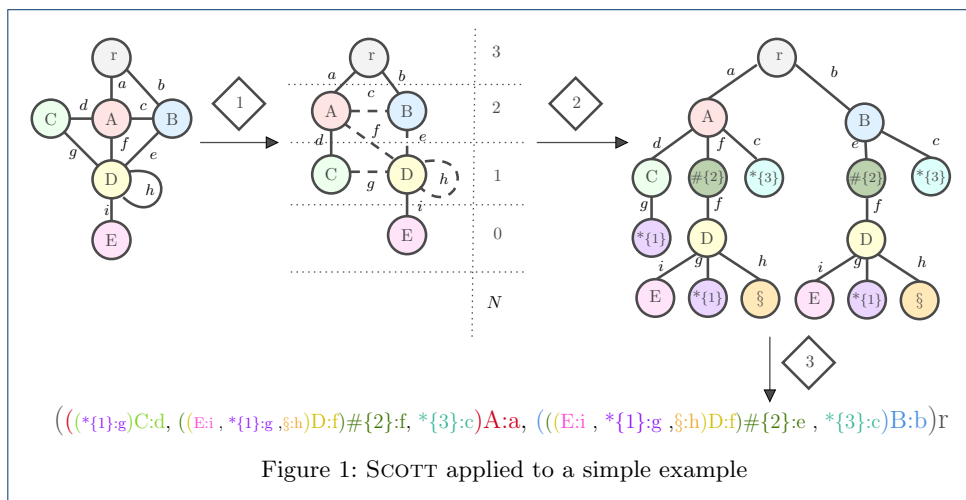 r
a b
C d A c B
g f e
D h
i
E
1
r
a b
c
A B
d f e
C g D h
i
E
3
2
1
0
N
2
r
a b
A B
d f c e c
C #{2} *{3} #{2} *{3}
g f f
*{1} D D
i g h i g h
E *{1} § E *{1} §
3
(((*{1}:g)C:d, ((E:i , *{1}:g ,§:h)D:f)#{2}:f, *{3}:c)A:a, (((E:i , *{1}:g ,§:h)D:f)#{2}:e , *{3}:c)B:b)r
Figure 1: SCOTT applied to a simple example